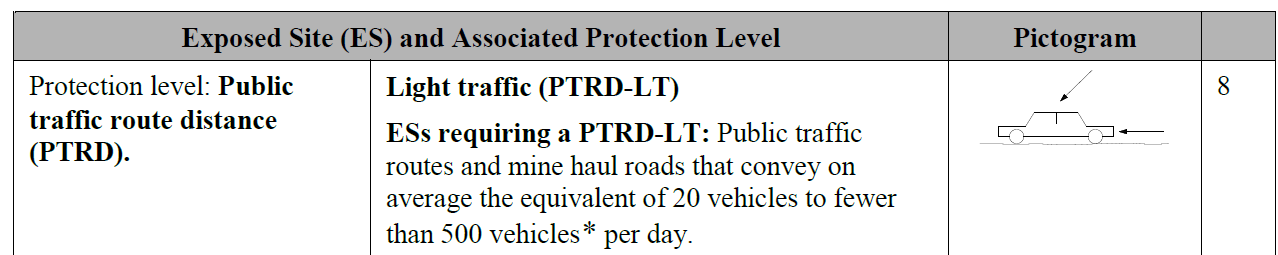 Exposed Site (ES) and Associated Protection Level
Pictogram
Protection level: Public
traffic route distance
(PTRD).
Light traffic (PTRD-LT)
ESs requiring a PTRD-LT: Public traffic
routes and mine haul roads that convey on
average the equivalent of 20 vehicles to fewer
than 500 vehicles* per day.
8